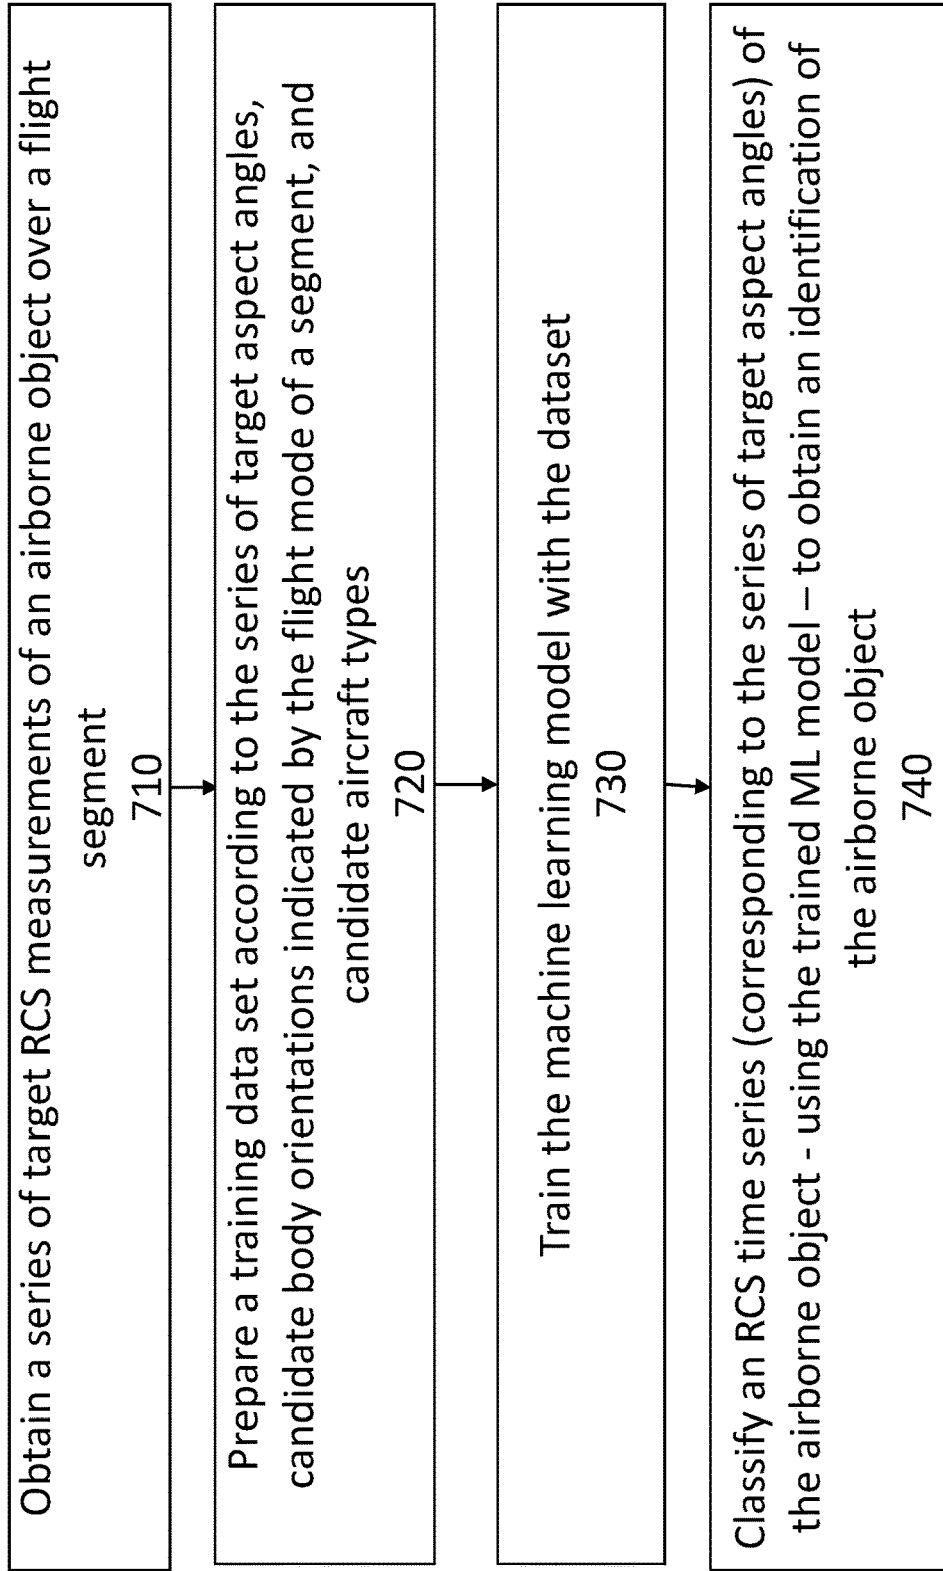 Obtain a series of target RCS measurements of an airborne object over a flight
segment
710
Prepare a training data set according to the series of target aspect angles,
candidate body orientations indicated by the flight mode of a segment, and
candidate aircraft types
720
Train the machine learning model with the dataset
730
Classify an RCS time series (corresponding to the series of target aspect angles) of
the airborne object - using the trained ML model – to obtain an identification of
the airborne object
740